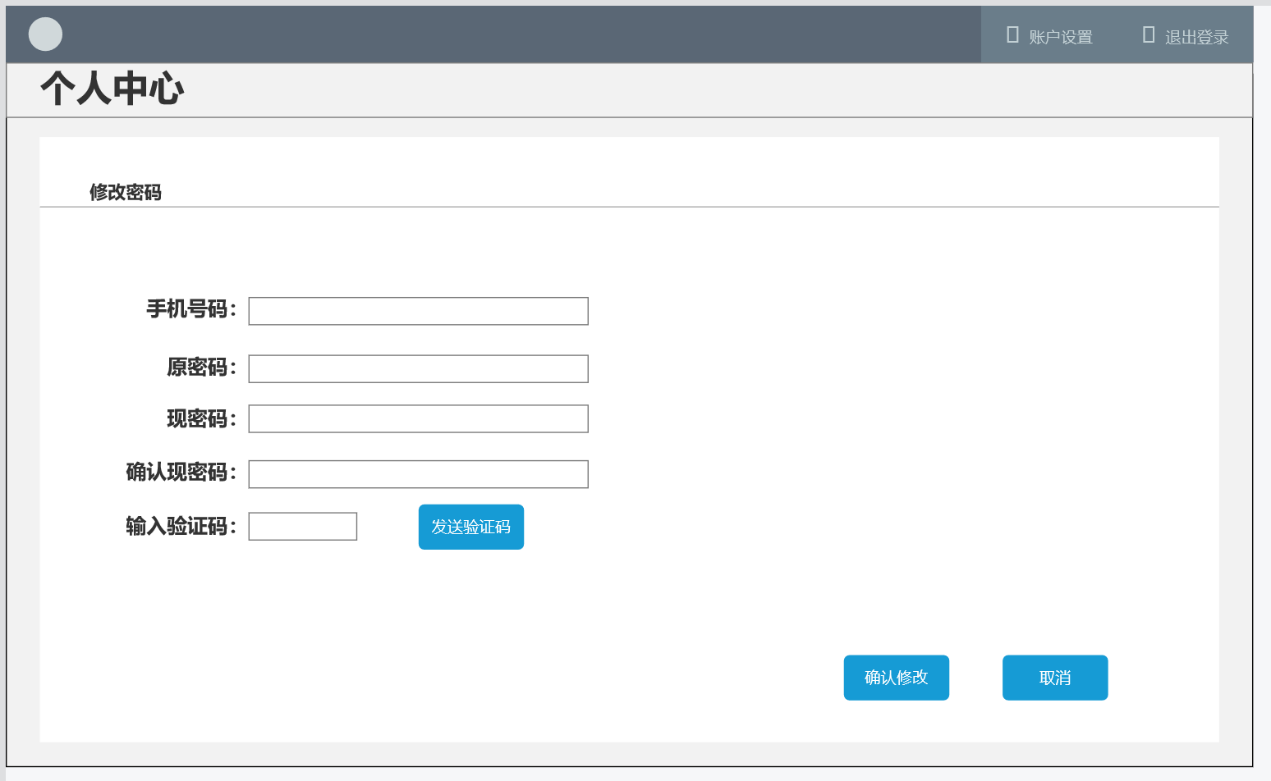 账户设置 退出登录
个人中心
修改密码
手机号码：
原密码：
现密码：
确认现密码：
输入验证码： 发送验证码
确认修改 取消